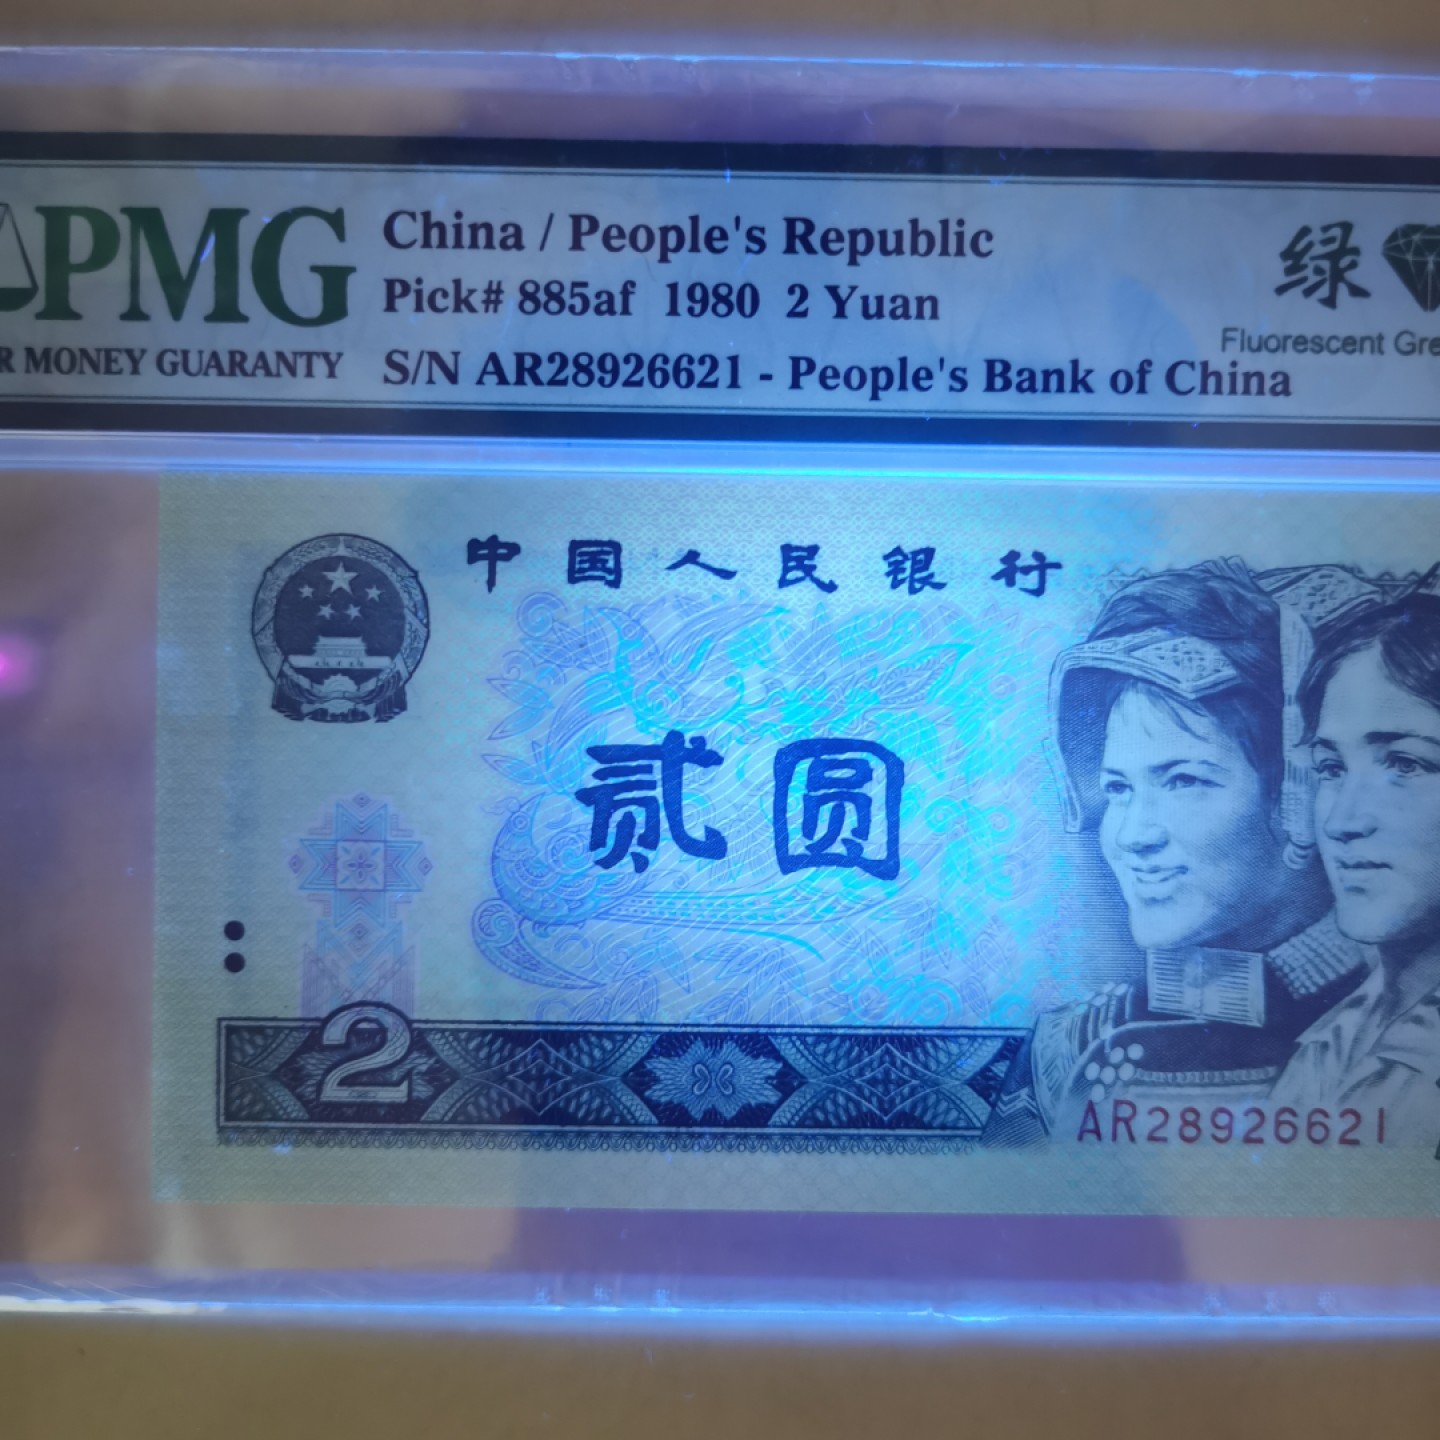 PMG
R MONEY GUARANTY
China / People's Republic
Pick# 885af 1980 2 Yuan
S/N AR28926621 - People's Bank of China
绿
Fluorescent Gre
中国人民银行
贰圆
2
AR28926621